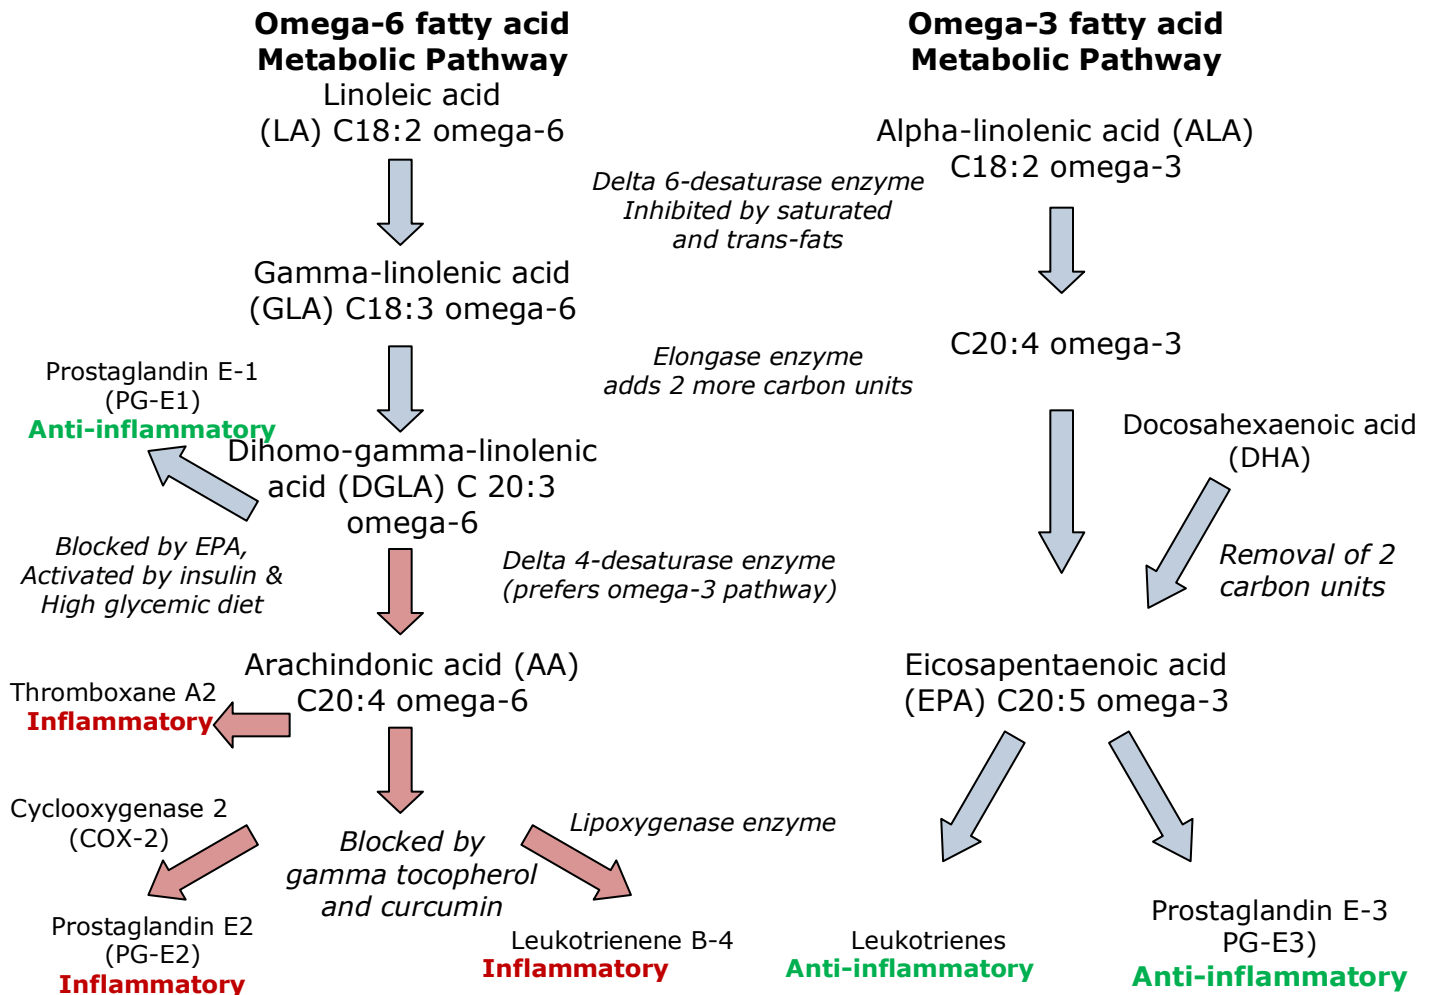 Omega-6 fatty acid
Metabolic Pathway
Linoleic acid
(LA) C18:2 omega-6
Omega-3 fatty acid
Metabolic Pathway
Alpha-linolenic acid (ALA)
C18:2 omega-3
Delta 6-desaturase enzyme
Inhibited by saturated
and trans-fats
Gamma-linolenic acid
(GLA) C18:3 omega-6
C20:4 omega-3
Elongase enzyme
adds 2 more carbon units
Prostaglandin E-1
(PG-E1)
Anti-inflammatory
Dihomo-gamma-linolenic
acid (DGLA) C 20:3
omega-6
Docosahexaenoic acid
(DHA)
Blocked by EPA,
Activated by insulin &
High glycemic diet
Delta 4-desaturase enzyme
(prefers omega-3 pathway)
Removal of 2
carbon units
Arachindonic acid (AA)
C20:4 omega-6
Eicosapentaenoic acid
(EPA) C20:5 omega-3
Thromboxane A2
Inflammatory
Cyclooxygenase 2
(COX-2)
Blocked by
gamma tocopherol
and curcumin
Lipoxygenase enzyme
Prostaglandin E2
(PG-E2)
Inflammatory
Leukotrienene B-4
Inflammatory
Leukotrienes
Anti-inflammatory
Prostaglandin E-3
PG-E3)
Anti-inflammatory